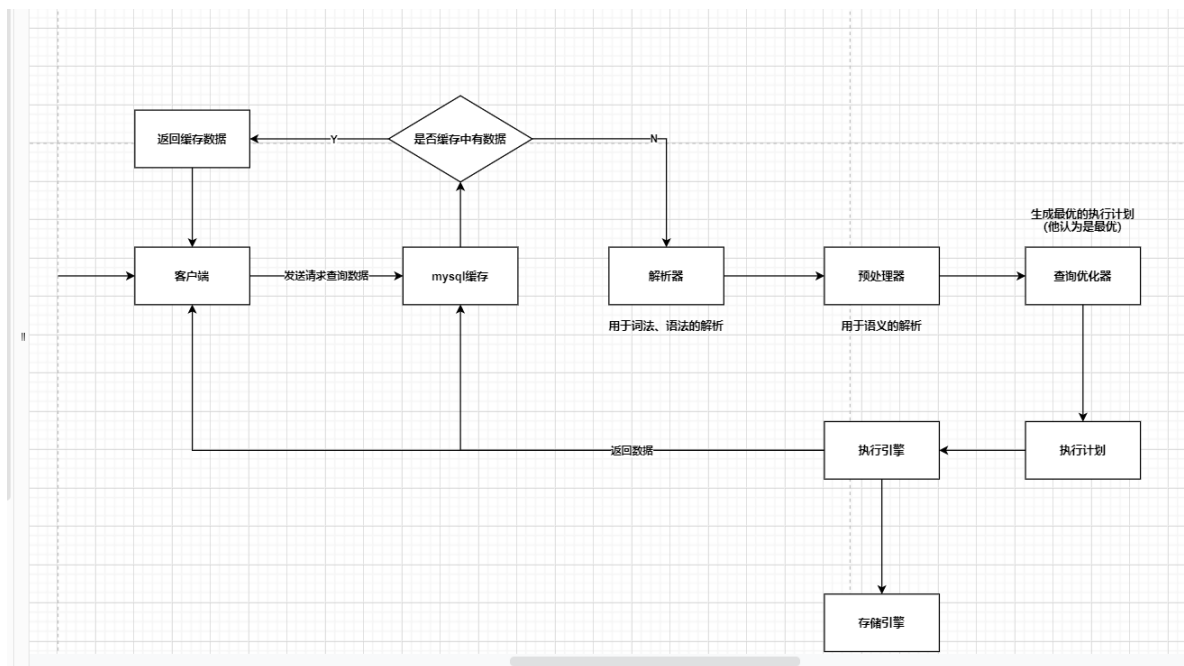 返回缓存数据
Y
是否缓存中有数据
N
生成最优的执行计划
（他认为是最优）
客户端
发送请求查询数据
mysql缓存
解析器
预处理器
查询优化器
用于词法、语法的解析
用于语义的解析
返回数据
执行引擎
执行计划
存储引擎